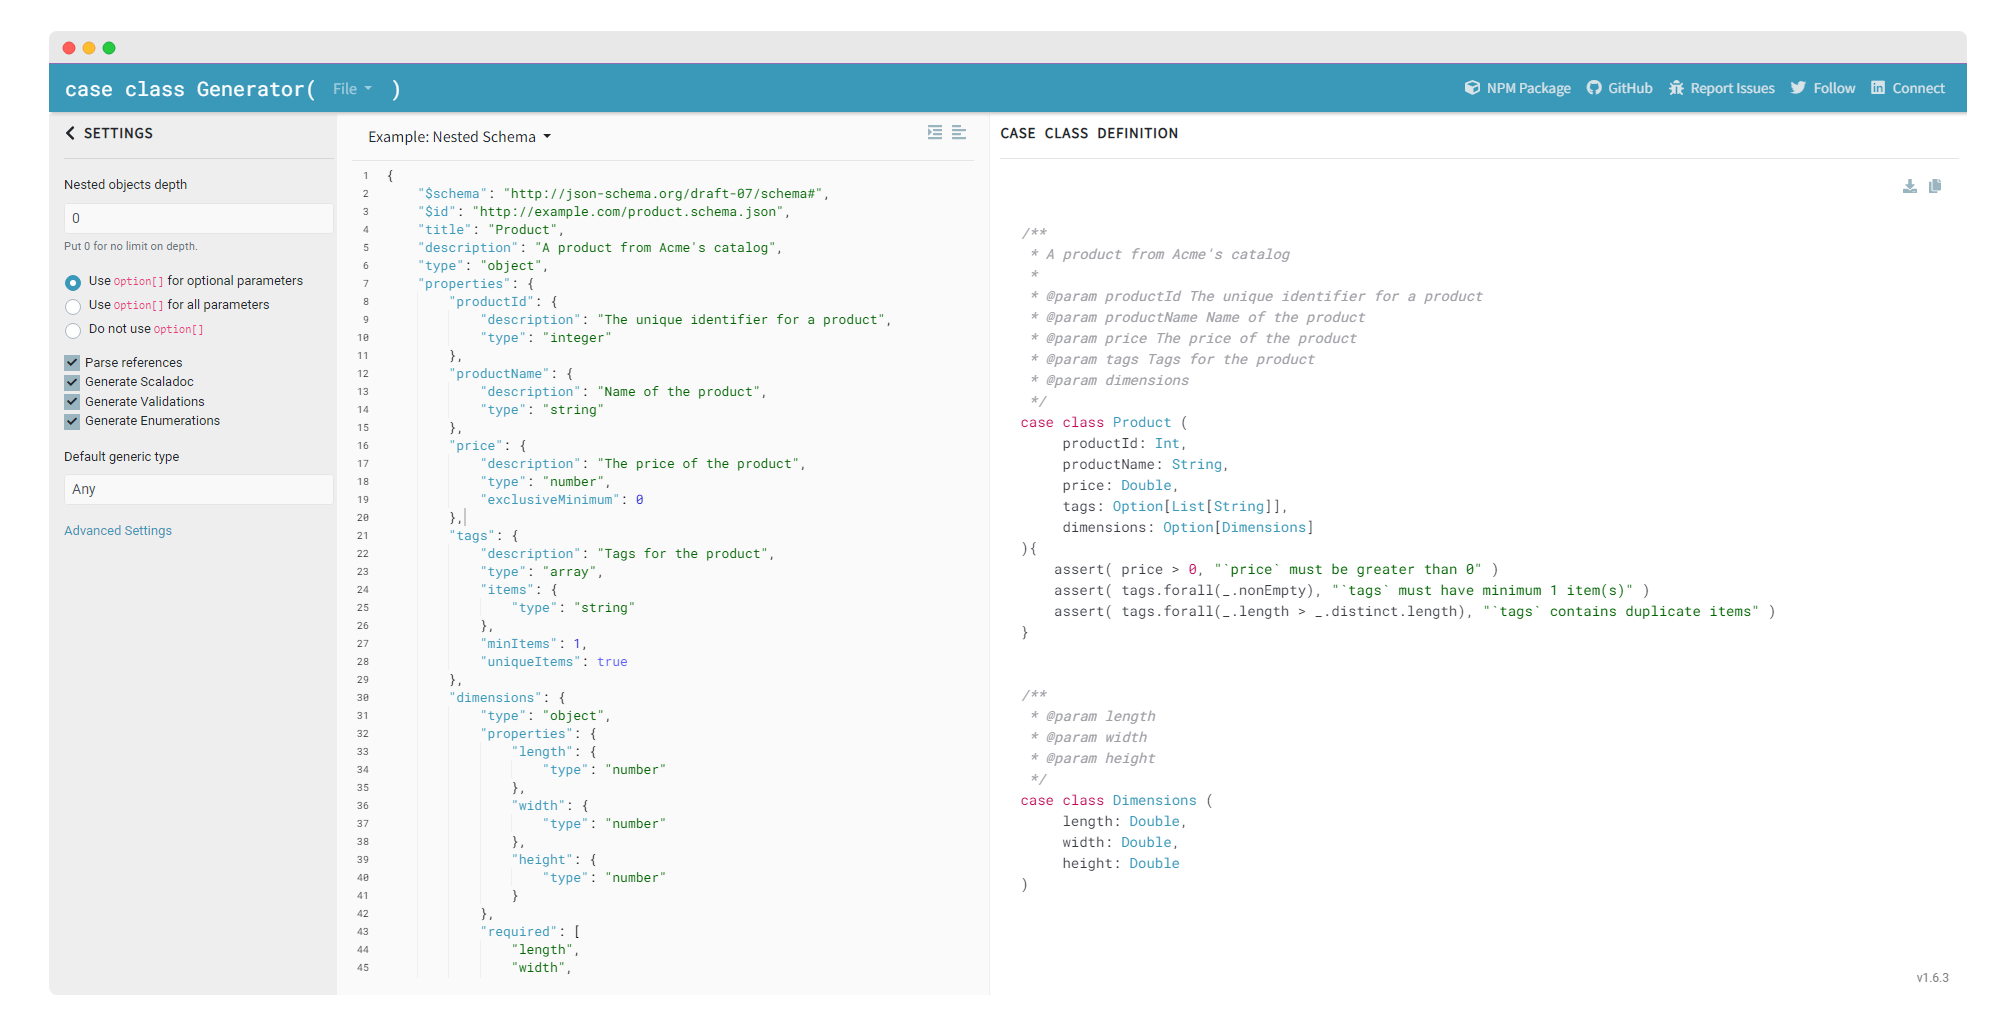 case class Generator( File )
NPM Package GitHub Report Issues Follow Connect
SETTINGS
Nested objects depth
0
Put 0 for no limit on depth.
Use Option[] for optional parameters
Use Option[] for all parameters
Do not use Option[]
Parse references
Generate Scaladoc
Generate Validations
Generate Enumerations
Default generic type
Any
Advanced Settings
Example: Nested Schema
1 {
2 "$schema": "http://json-schema.org/draft-07/schema#",
3 "$id": "http://example.com/product.schema.json",
4 "title": "Product",
5 "description": "A product from Acme's catalog",
6 "type": "object",
7 "properties": {
8 "productId": {
9 "description": "The unique identifier for a product",
10 "type": "integer"
11 },
12 "productName": {
13 "description": "Name of the product",
14 "type": "string"
15 },
16 "price": {
17 "description": "The price of the product",
18 "type": "number",
19 "exclusiveMinimum": 0
20 },
21 "tags": {
22 "description": "Tags for the product",
23 "type": "array",
24 "items": {
25 "type": "string"
26 },
27 "minItems": 1,
28 "uniqueItems": true
29 },
30 "dimensions": {
31 "type": "object",
32 "properties": {
33 "length": {
34 "type": "number"
35 },
36 "width": {
37 "type": "number"
38 },
39 "height": {
40 "type": "number"
41 }
42 },
43 "required": [
44 "length",
45 "width",
CASE CLASS DEFINITION
/**
* A product from Acme's catalog
*
* @param productId The unique identifier for a product
* @param productName Name of the product
* @param price The price of the product
* @param tags Tags for the product
* @param dimensions
*/
case class Product (
productId: Int,
productName: String,
price: Double,
tags: Option[List[String]],
dimensions: Option[Dimensions]
){
assert( price > 0, "`price` must be greater than 0" )
assert( tags.forall(_.nonEmpty), "`tags` must have minimum 1 item(s)" )
assert( tags.forall(_.length > _.distinct.length), "`tags` contains duplicate items" )
}
/**
* @param length
* @param width
* @param height
*/
case class Dimensions (
length: Double,
width: Double,
height: Double
)
v1.6.3